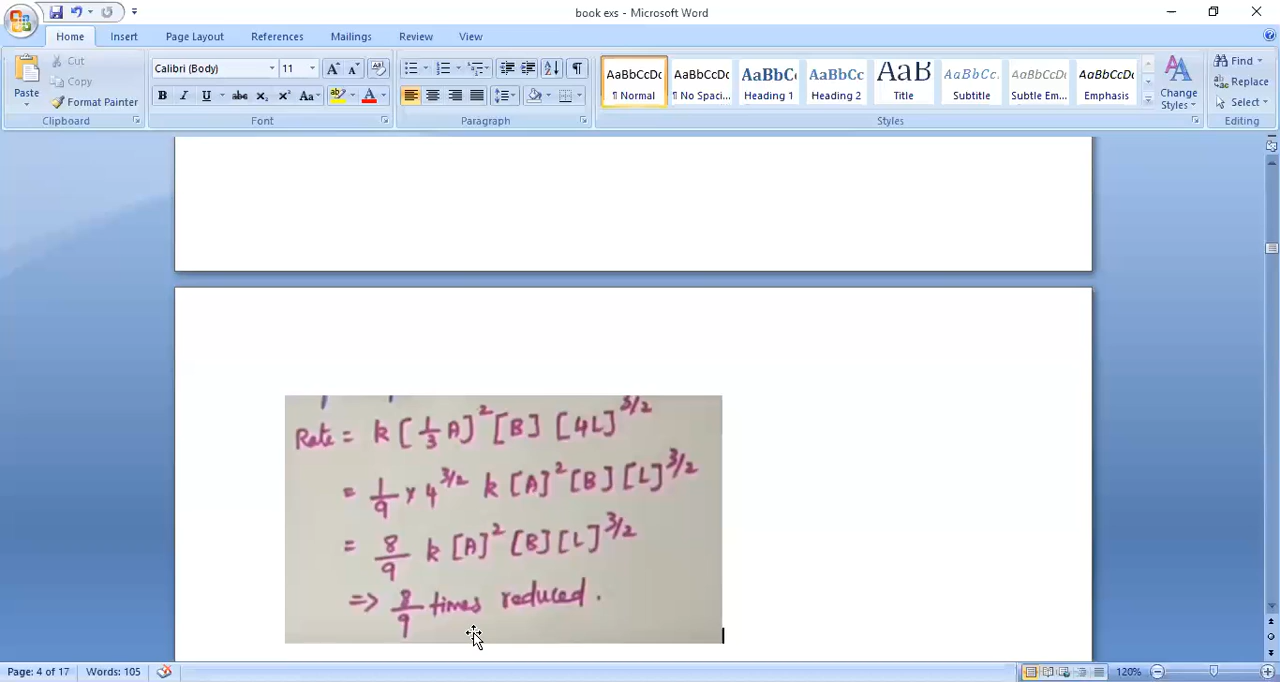 book exs - Microsoft Word
Home Insert Page Layout References Mailings Review View
Paste
Cut
Copy
Format Painter
Clipboard
Calibri (Body) 11
Font
Paragraph
AaBbCcDc AaBbCcDc AaBbC AaBbCc AaB AaBbCc. AaBbCcDc AaBbCcDc
¶ Normal ¶ No Spaci... Heading 1 Heading 2 Title Subtitle Subtle Em... Emphasis
Change Styles
Styles
Find
Replace
Select
Editing
Rate = k [1/3 A]² [B] [4L]^3/2
= 1/9 × 4^3/2 k [A]² [B] [L]^3/2
= 8/9 k [A]² [B] [L]^3/2
=> 8/9 times reduced.
Page: 4 of 17 Words: 105 120%